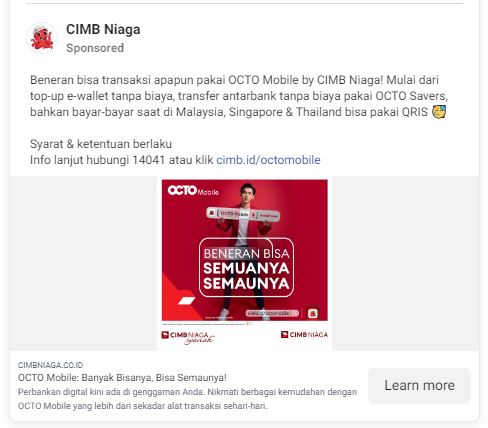 CIMB Niaga
Sponsored
Beneran bisa transaksi apapun pakai OCTO Mobile by CIMB Niaga! Mulai dari
top-up e-wallet tanpa biaya, transfer antarbank tanpa biaya pakai OCTO Savers,
bahkan bayar-bayar saat di Malaysia, Singapore & Thailand bisa pakai QRIS 🥳
Syarat & ketentuan berlaku
Info lanjut hubungi 14041 atau klik cimb.id/octomobile
OCTO Mobile
OCTO Mobile
BENERAN BISA
SEMUANYA
SEMAUNYA
cimb.id/octomobile
CIMB NIAGA
syariah
CIMB NIAGA
CIMBNIAGA.CO.ID
OCTO Mobile: Banyak Bisanya, Bisa Semaunya!
Perbankan digital kini ada di genggaman Anda. Nikmati berbagai kemudahan dengan
OCTO Mobile yang lebih dari sekadar alat transaksi sehari-hari.
Learn more